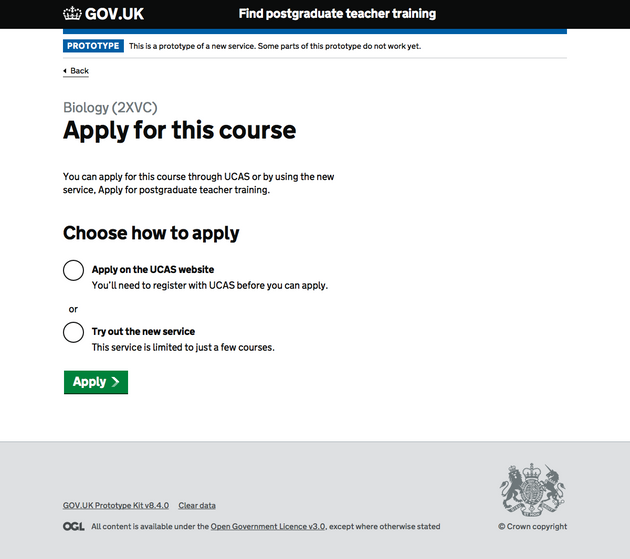 GOV.UK
Find postgraduate teacher training
PROTOTYPE
This is a prototype of a new service. Some parts of this prototype do not work yet.
Back
Biology (2XVC)
Apply for this course
You can apply for this course through UCAS or by using the new
service, Apply for postgraduate teacher training.
Choose how to apply
Apply on the UCAS website
You'll need to register with UCAS before you can apply.
or
Try out the new service
This service is limited to just a few courses.
Apply
GOV.UK Prototype Kit v8.4.0 Clear data
OGL All content is available under the Open Government Licence v3.0, except where otherwise stated
© Crown copyright